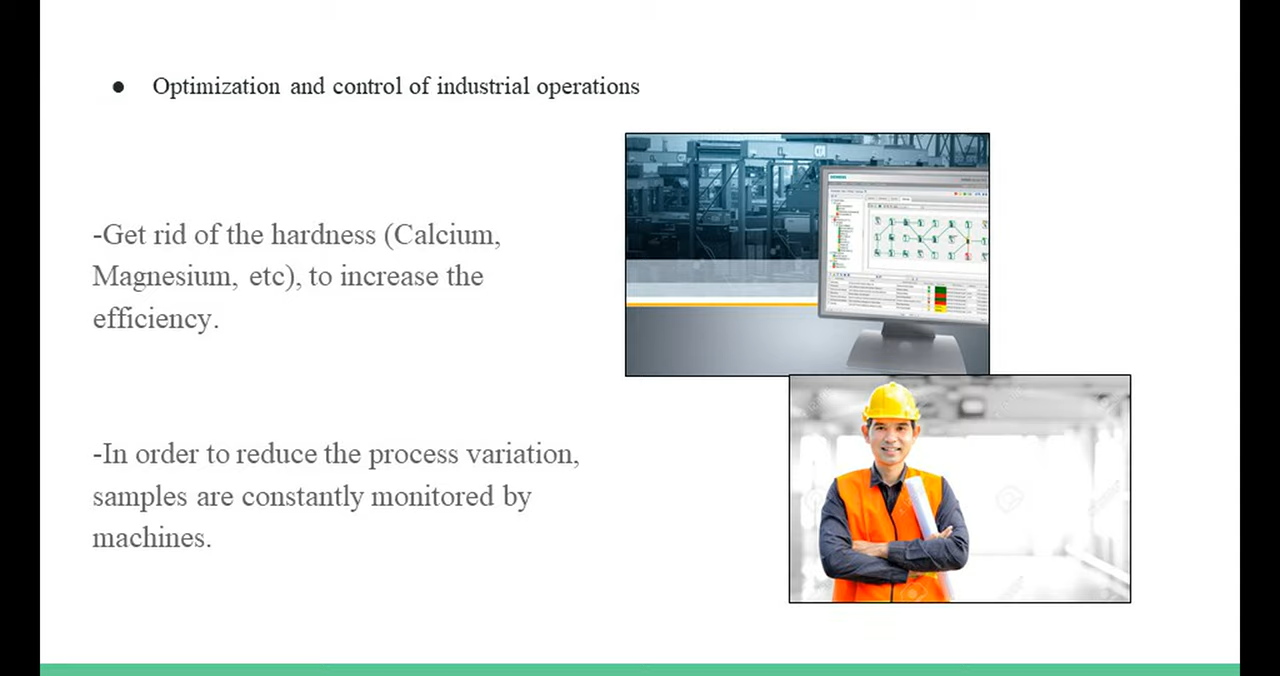 ● Optimization and control of industrial operations
-Get rid of the hardness (Calcium,
Magnesium, etc), to increase the
efficiency.
SIEMENS
-In order to reduce the process variation,
samples are constantly monitored by
machines.